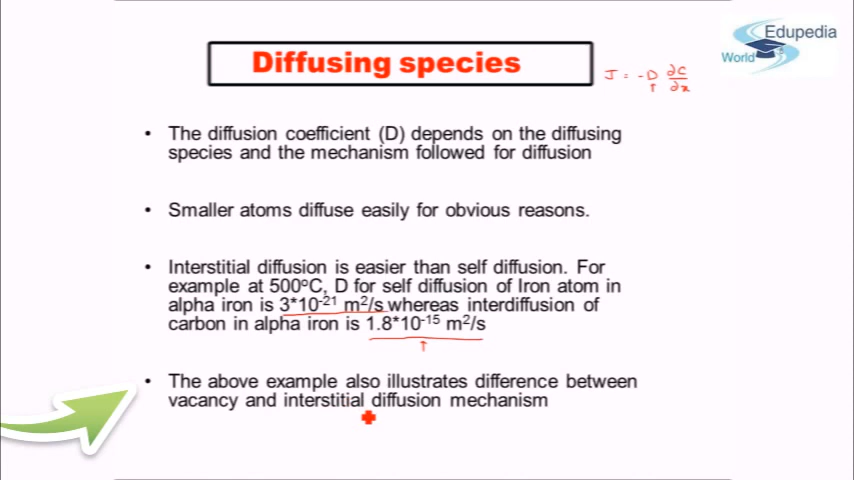 Edupedia
World
Diffusing species
J = -D ∂C/∂x
• The diffusion coefficient (D) depends on the diffusing
species and the mechanism followed for diffusion
• Smaller atoms diffuse easily for obvious reasons.
• Interstitial diffusion is easier than self diffusion. For
example at 500°C, D for self diffusion of Iron atom in
alpha iron is 3*10⁻²¹ m²/s whereas interdiffusion of
carbon in alpha iron is 1.8*10⁻¹⁵ m²/s
• The above example also illustrates difference between
vacancy and interstitial diffusion mechanism